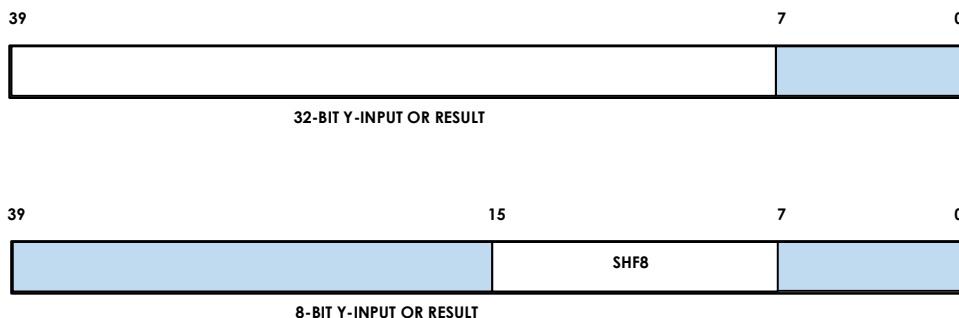 39 7 0
32-BIT Y-INPUT OR RESULT
39 15 7 0
SHF8
8-BIT Y-INPUT OR RESULT